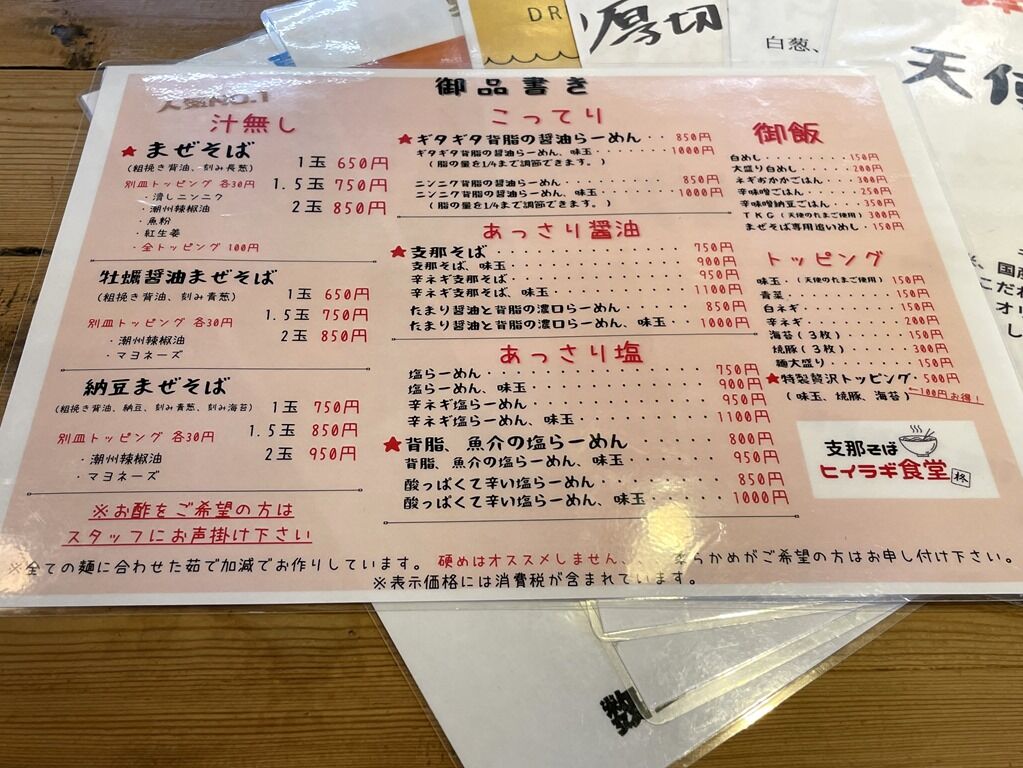 DR
厚切
白葱、
天使
御品書き
人気NO.1
汁無し
★まぜそば
(粗挽き背油、刻み長葱)
1玉 650円
別皿トッピング 各30円
1.5玉 750円
・潰しニンニク
2玉 850円
・潮州辣椒油
・魚粉
・紅生姜
・全トッピング 100円
牡蠣醤油まぜそば
(粗挽き背油、刻み青葱)
1玉 650円
別皿トッピング 各30円
1.5玉 750円
・潮州辣椒油
2玉 850円
・マヨネーズ
納豆まぜそば
(粗挽き背油、納豆、刻み青葱、刻み海苔)
1玉 750円
別皿トッピング 各30円
1.5玉 850円
・潮州辣椒油
2玉 950円
・マヨネーズ
※お酢をご希望の方は
スタッフにお声掛け下さい
こってり
★ギタギタ背脂の醤油らーめん・・850円
ギタギタ背脂の醤油らーめん、味玉・・・・1000円
(脂の量を1/4まで調節できます。)
ニンニク背脂の醤油らーめん・・・・・・・850円
ニンニク背脂の醤油らーめん、味玉・・・・1000円
(脂の量を1/4まで調節できます。)
あっさり醤油
★支那そば・・・・・・・750円
支那そば、味玉・・・・・・・900円
辛ネギ支那そば・・・・・・・950円
辛ネギ支那そば、味玉・・・・・・・1100円
たまり醤油と背脂の濃口らーめん・・・・・850円
たまり醤油と背脂の濃口らーめん、味玉・・1000円
あっさり塩
塩らーめん・・・・・・・750円
塩らーめん、味玉・・・・・・・900円
辛ネギ塩らーめん・・・・・・・950円
辛ネギ塩らーめん、味玉・・・・・・・1100円
★背脂、魚介の塩らーめん・・・・・・800円
背脂、魚介の塩らーめん、味玉・・・・・・950円
酸っぱくて辛い塩らーめん・・・・・・・850円
酸っぱくて辛い塩らーめん、味玉・・・・1000円
御飯
白めし・・・・・・・150円
大盛り白めし・・・・・200円
ネギおかかごはん・・・300円
辛味噌ごはん・・・・・250円
辛味噌納豆ごはん・・・350円
TKG(天使のたまご使用)300円
まぜそば専用追いめし・150円
トッピング
味玉・・(天使のたまご使用)150円
青菜・・・・・・・150円
白ネギ・・・・・・・150円
辛ネギ・・・・・・・200円
海苔(3枚)・・・・・150円
焼豚(3枚)・・・・・300円
麺大盛り・・・・・・150円
★特製贅沢トッピング・500円
(味玉、焼豚、海苔)100円お得!
支那そば
ヒイラギ食堂
柊
※全ての麺に合わせた茹で加減でお作りしています。硬めはオススメしません、柔らかめがご希望の方はお申し付け下さい。
※表示価格には消費税が含まれています。
数